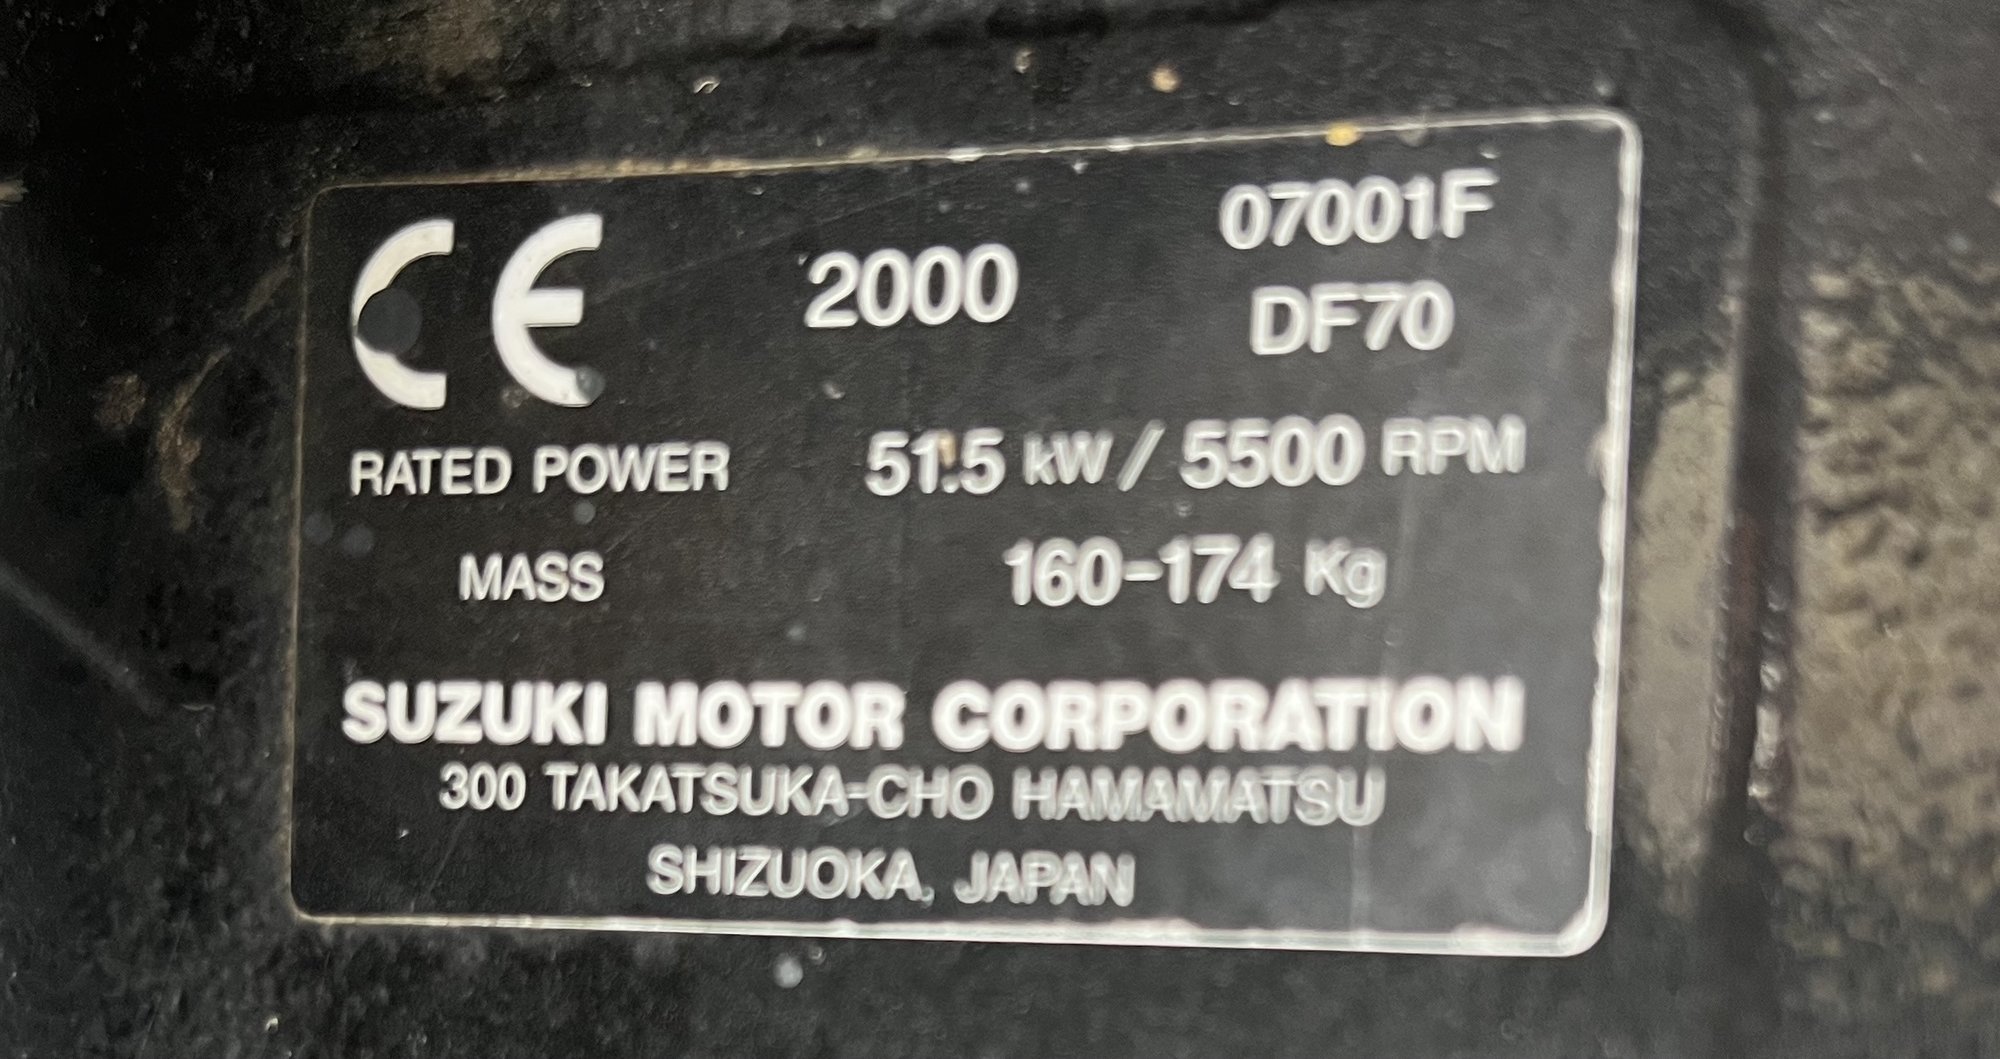 CE 2000 07001F
DF70
RATED POWER 51.5 kW / 5500 RPM
MASS 160-174 Kg
SUZUKI MOTOR CORPORATION
300 TAKATSUKA-CHO HAMAMATSU
SHIZUOKA, JAPAN